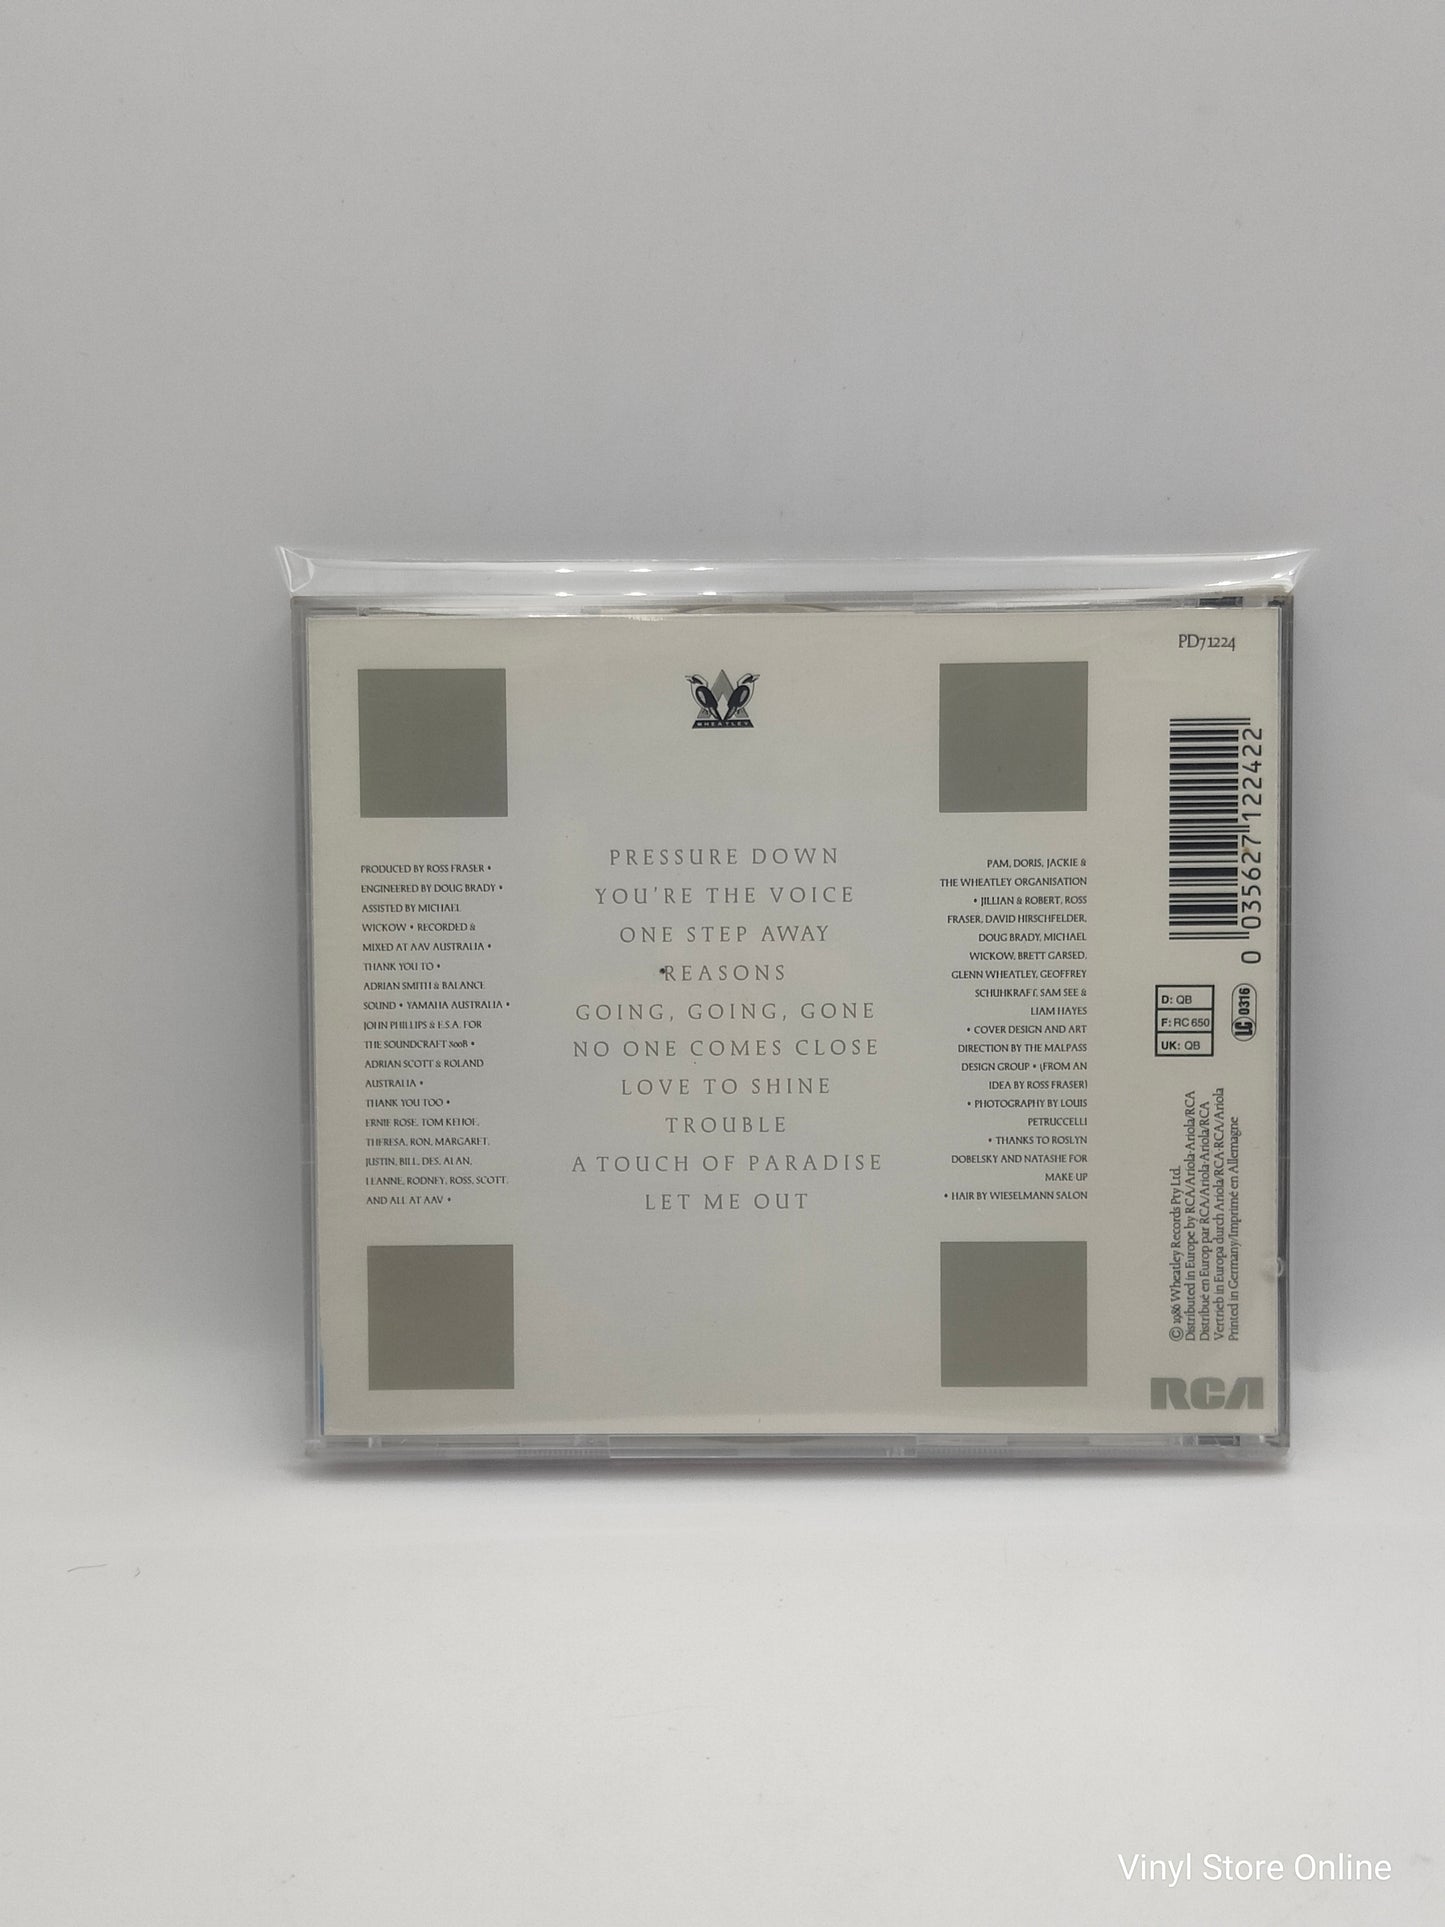 PD71224
WHEATLEY
PRODUCED BY ROSS FRASER •
ENGINEERED BY DOUG BRADY •
ASSISTED BY MICHAEL
WICKOW • RECORDED &
MIXED AT AAV AUSTRALIA •
THANK YOU TO •
ADRIAN SMITH & BALANCE
SOUND • YAMAHA AUSTRALIA •
JOHN PHILLIPS & F.S.A. FOR
THE SOUNDCRAFT 800B •
ADRIAN SCOTT & ROLAND
AUSTRALIA •
THANK YOU TOO •
ERNIE ROSE, TOM KEHOE,
THERESA, RON, MARGARET,
JUSTIN, BILL, DES, ALAN,
LEANNE, RODNEY, ROSS, SCOTT,
AND ALL AT AAV •
PRESSURE DOWN
YOU'RE THE VOICE
ONE STEP AWAY
REASONS
GOING, GOING, GONE
NO ONE COMES CLOSE
LOVE TO SHINE
TROUBLE
A TOUCH OF PARADISE
LET ME OUT
PAM, DORIS, JACKIE &
THE WHEATLEY ORGANISATION
• JILLIAN & ROBERT, ROSS
FRASER, DAVID HIRSCHFELDER,
DOUG BRADY, MICHAEL
WICKOW, BRETT GARSED,
GLENN WHEATLEY, GEOFFREY
SCHUHKRAFT, SAM SEE &
LIAM HAYES
• COVER DESIGN AND ART
DIRECTION BY THE MALPASS
DESIGN GROUP • (FROM AN
IDEA BY ROSS FRASER)
• PHOTOGRAPHY BY LOUIS
PETRUCCELLI
• THANKS TO ROSLYN
DOBELSKY AND NATASHE FOR
MAKE-UP
• HAIR BY WIESELMANN SALON
0 035627 122422
D: QB
F: RC 650
UK: QB
LC 0316
© 1986 Wheatley Records Pty Ltd.
Distributed in Europe by RCA/Ariola·Ariola/RCA
Distribué en Europ par RCA/Ariola·Ariola/RCA
Vertrieb in Europa durch Ariola/RCA·RCA/Ariola
Printed in Germany/Imprimé en Allemagne
RCA
Vinyl Store Online